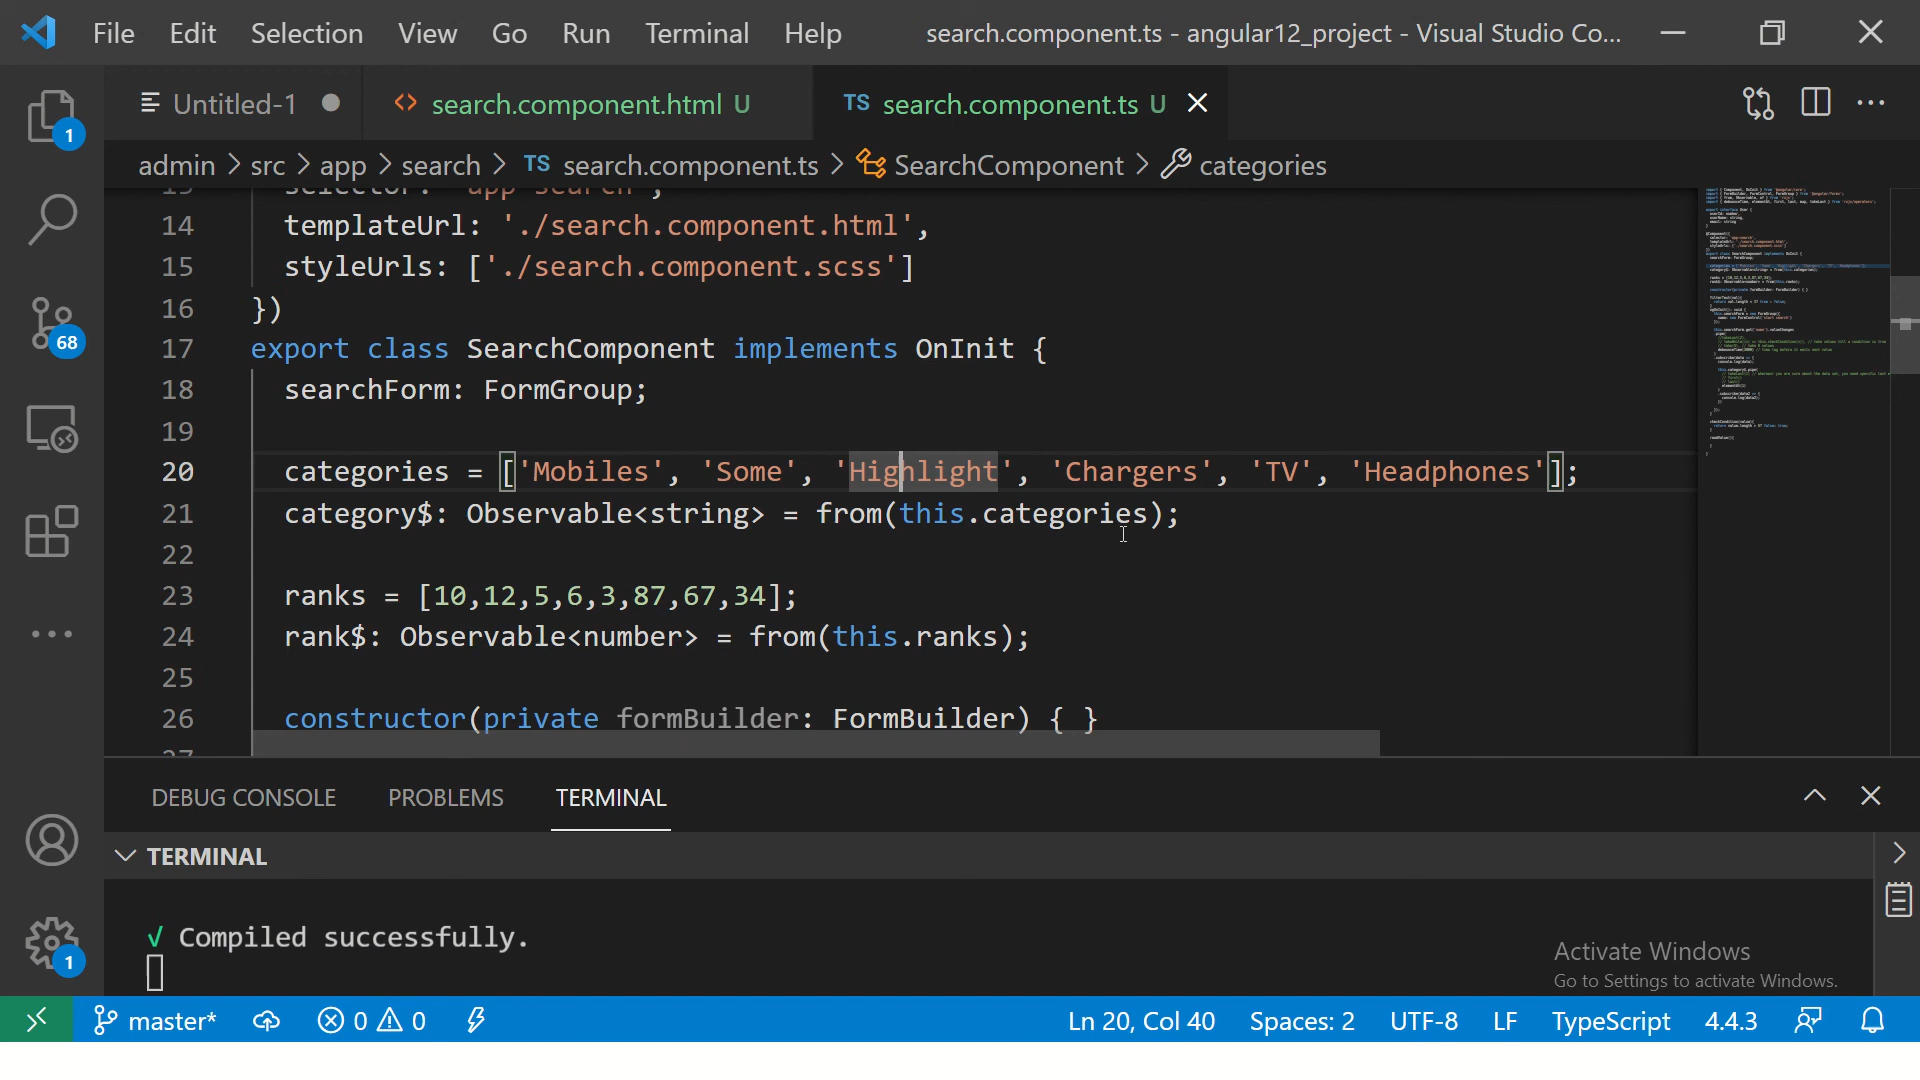 File Edit Selection View Go Run Terminal Help search.component.ts - angular12_project - Visual Studio Co...
Untitled-1 search.component.html U TS search.component.ts U
admin > src > app > search > TS search.component.ts > SearchComponent > categories
14 templateUrl: './search.component.html',
15 styleUrls: ['./search.component.scss']
16 })
17 export class SearchComponent implements OnInit {
18 searchForm: FormGroup;
19
20 categories = ['Mobiles', 'Some', 'Highlight', 'Chargers', 'TV', 'Headphones'];
21 category$: Observable<string> = from(this.categories);
22
23 ranks = [10,12,5,6,3,87,67,34];
24 rank$: Observable<number> = from(this.ranks);
25
26 constructor(private formBuilder: FormBuilder) { }
1
68
1
DEBUG CONSOLE PROBLEMS TERMINAL
TERMINAL
√ Compiled successfully.
Activate Windows
Go to Settings to activate Windows.
master* 0 0 Ln 20, Col 40 Spaces: 2 UTF-8 LF TypeScript 4.4.3